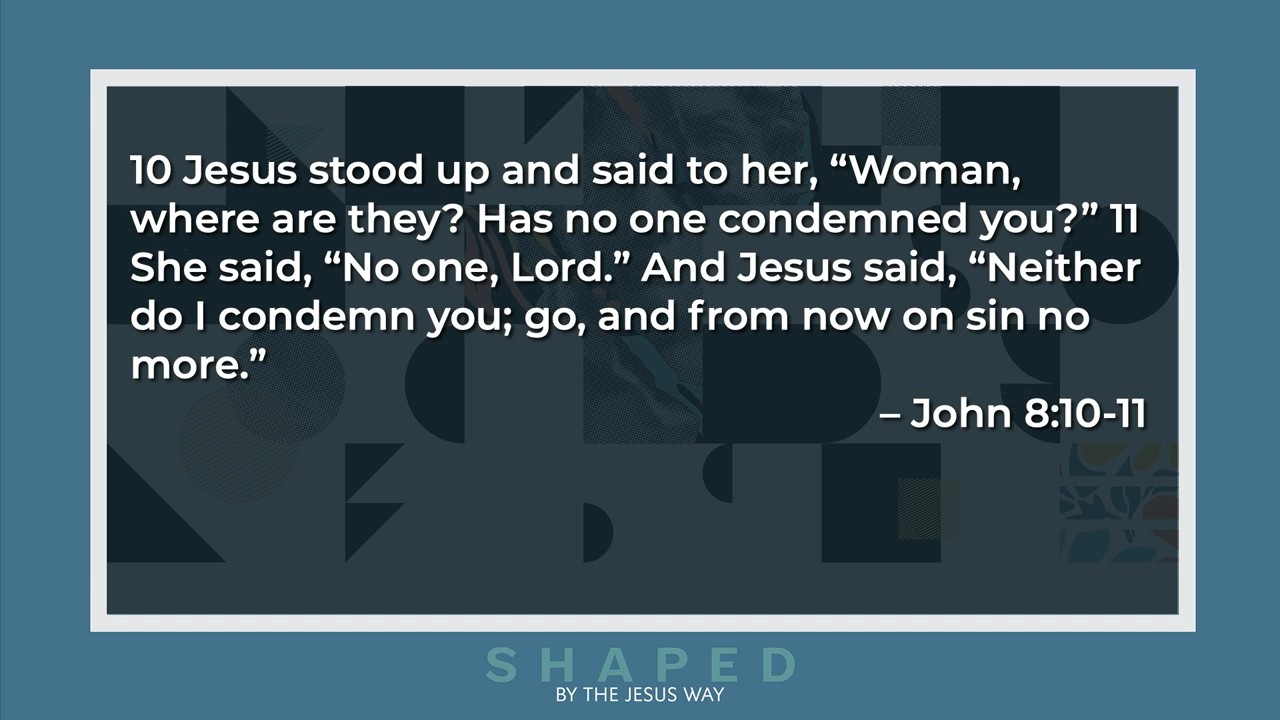 10 Jesus stood up and said to her, “Woman,
where are they? Has no one condemned you?” 11
She said, “No one, Lord.” And Jesus said, “Neither
do I condemn you; go, and from now on sin no
more.”
– John 8:10-11
SHAPED
BY THE JESUS WAY